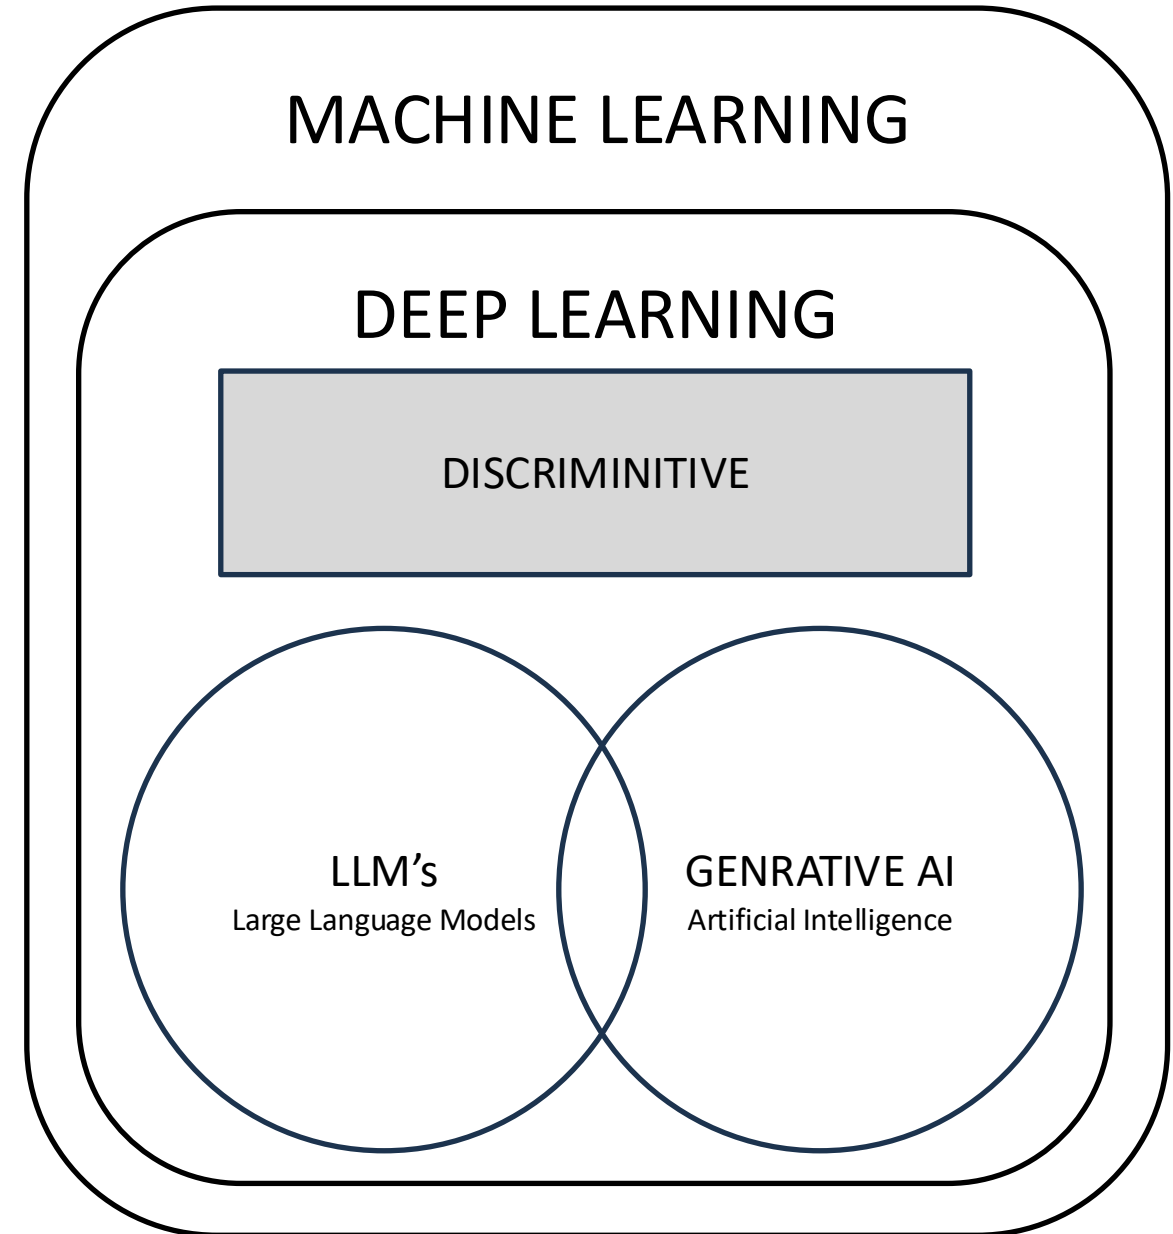 MACHINE LEARNING
DEEP LEARNING
DISCRIMINITIVE
LLM’s
Large Language Models
GENRATIVE AI
Artificial Intelligence